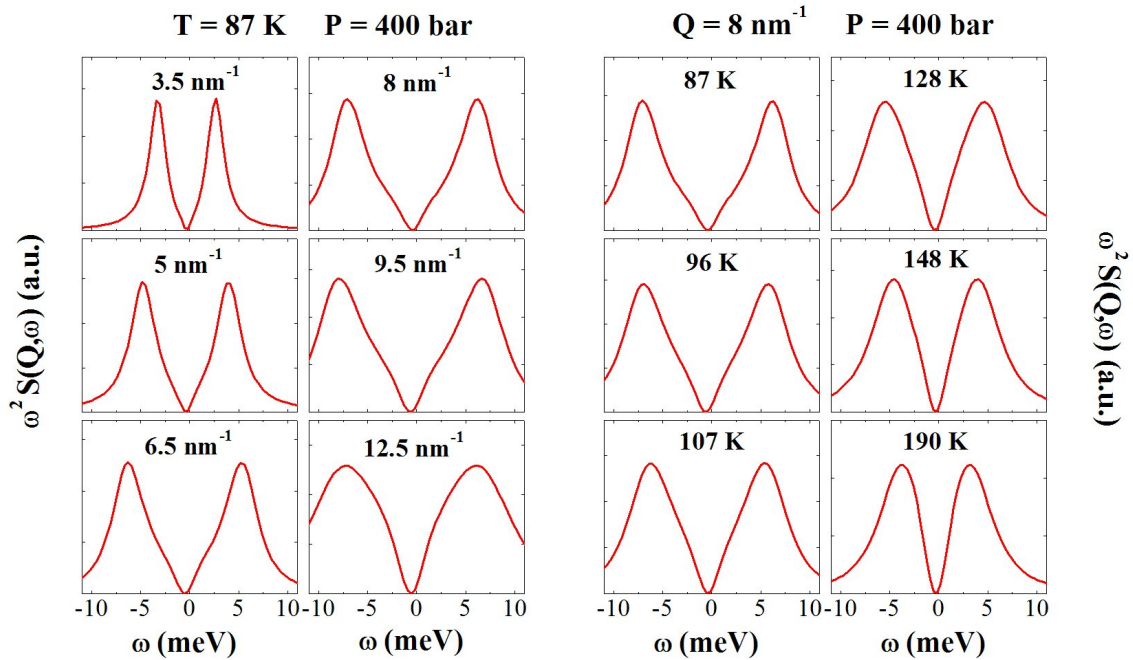 T = 87 K P = 400 bar Q = 8 nm⁻¹ P = 400 bar
3.5 nm⁻¹ 8 nm⁻¹ 87 K 128 K
5 nm⁻¹ 9.5 nm⁻¹ 96 K 148 K
6.5 nm⁻¹ 12.5 nm⁻¹ 107 K 190 K
ω² S(Q,ω) (a.u.)
ω² S(Q,ω) (a.u.)
-10 -5 0 5 10 -10 -5 0 5 10 -10 -5 0 5 10 -10 -5 0 5 10
ω (meV) ω (meV) ω (meV) ω (meV)